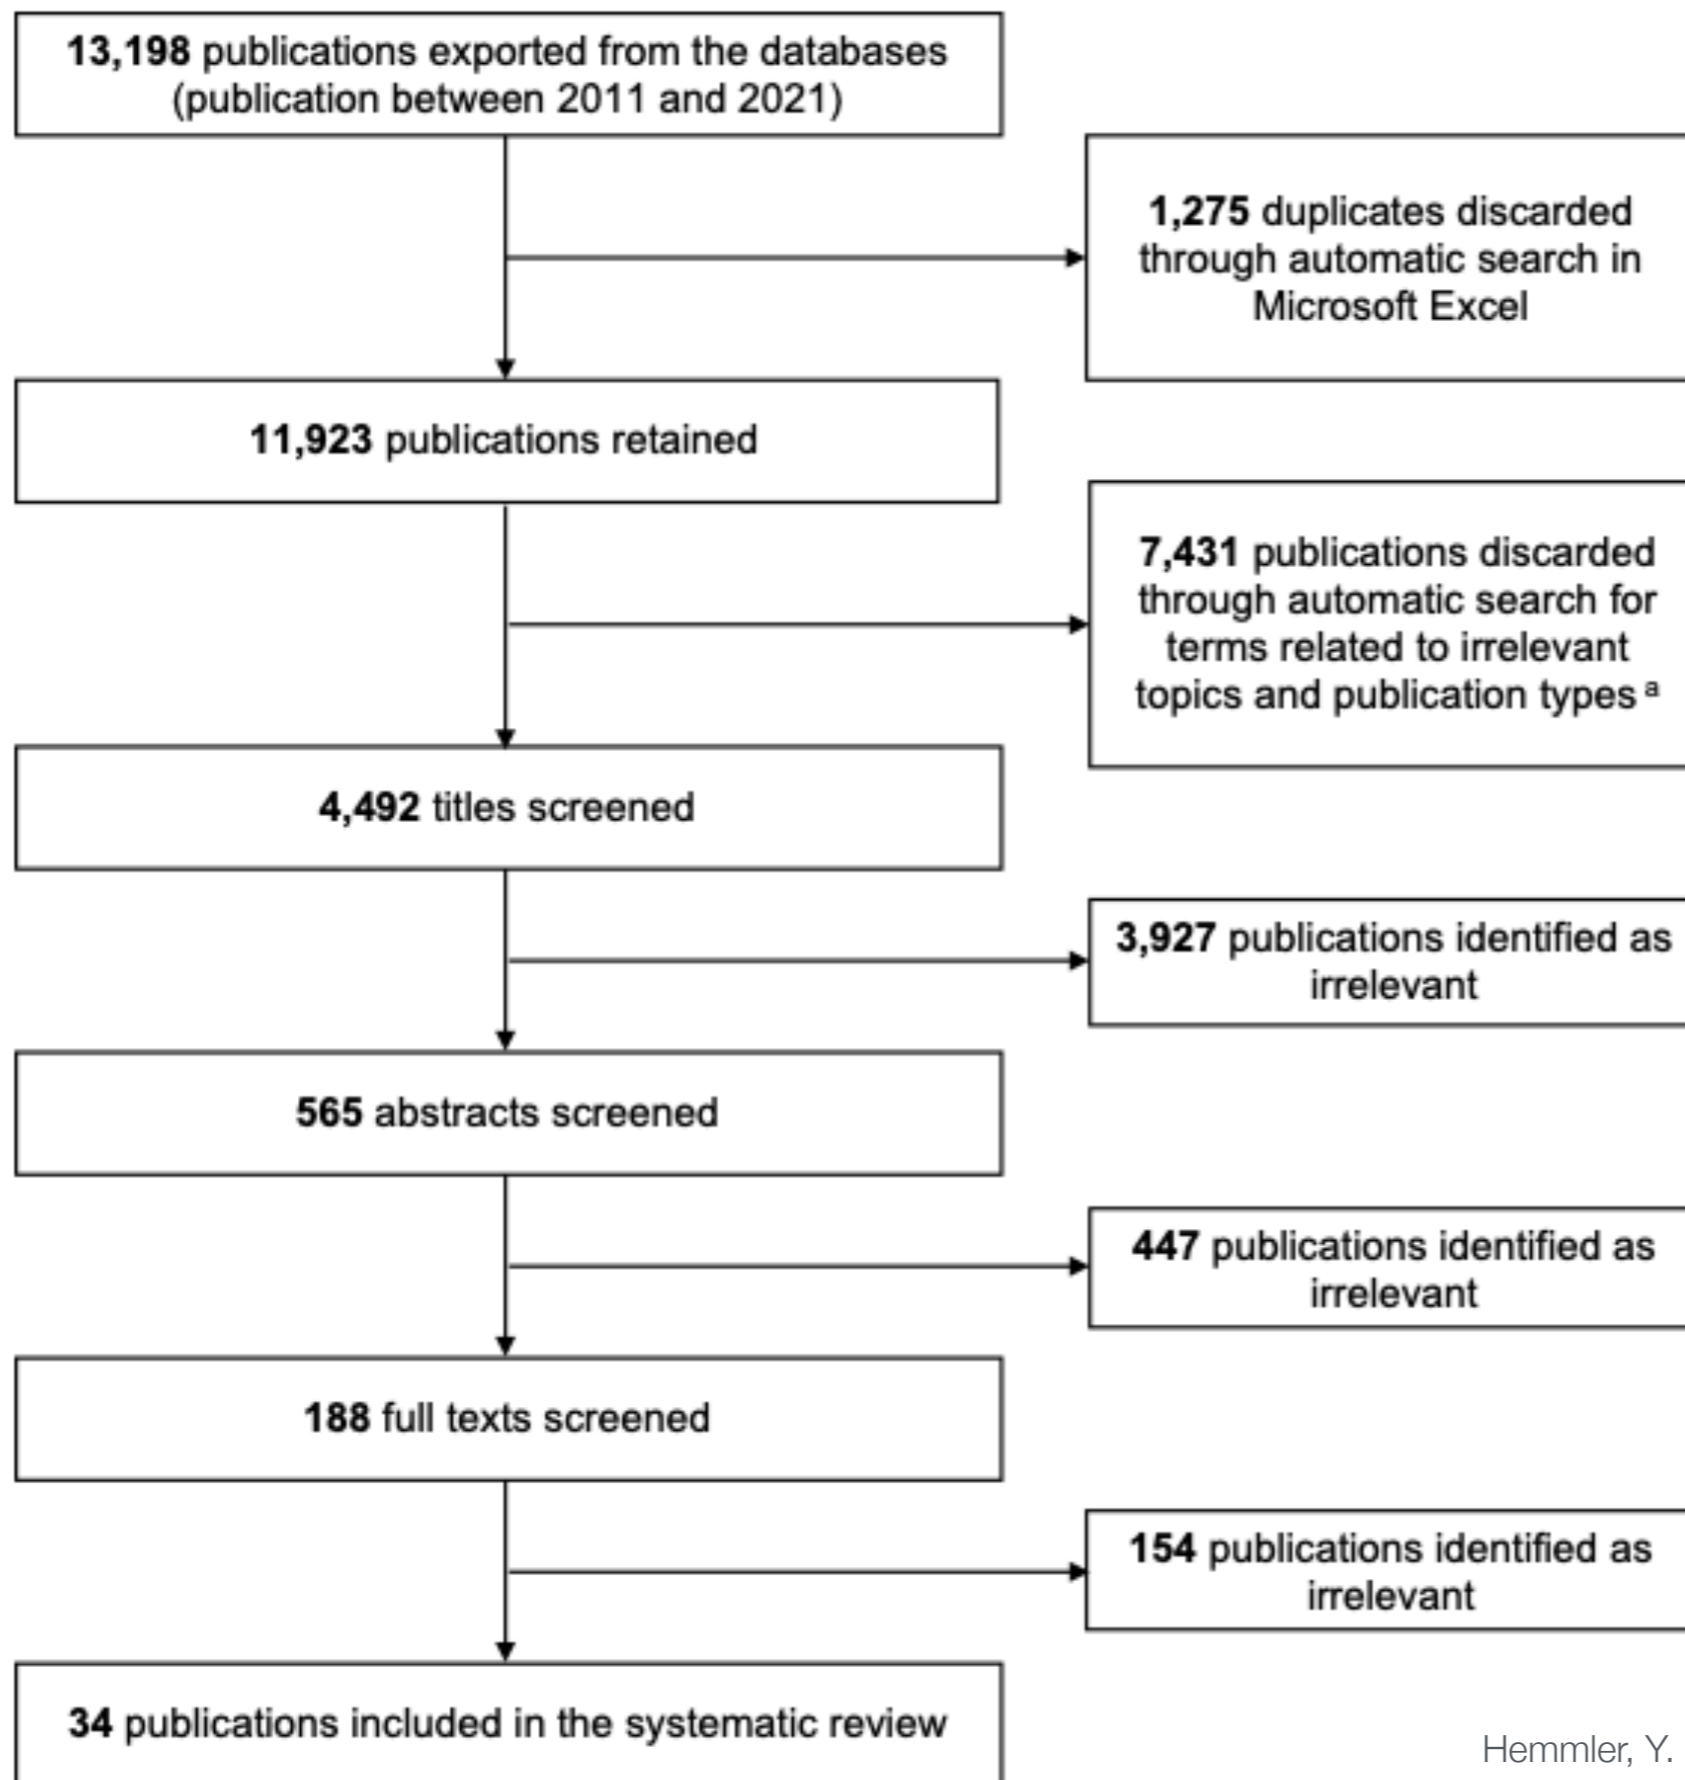 13,198 publications exported from the databases
(publication between 2011 and 2021)
1,275 duplicates discarded
through automatic search in
Microsoft Excel
11,923 publications retained
7,431 publications discarded
through automatic search for
terms related to irrelevant
topics and publication types a
4,492 titles screened
3,927 publications identified as
irrelevant
565 abstracts screened
447 publications identified as
irrelevant
188 full texts screened
154 publications identified as
irrelevant
34 publications included in the systematic review
Hemmler, Y.